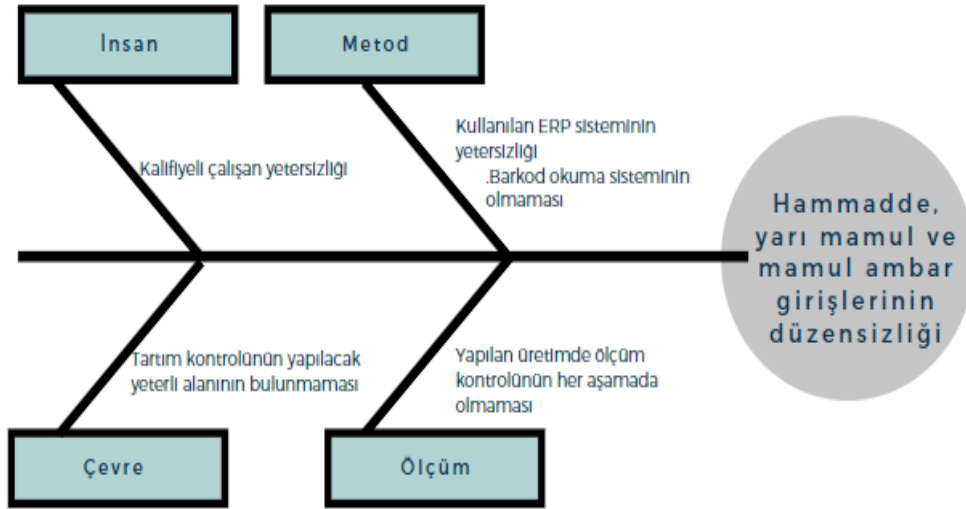 İnsan
Metod
Kalifiyeli çalışan yetersizliği
Kullanılan ERP sisteminin
yetersizliği
.Barkod okuma sisteminin
olmaması
Hammadde,
yarı mamul ve
mamul ambar
girişlerinin
düzensizliği
Tartım kontrolünün yapılacak
yeterli alanının bulunmaması
Yapılan üretimde ölçüm
kontrolünün her aşamada
olmaması
Çevre
Ölçüm